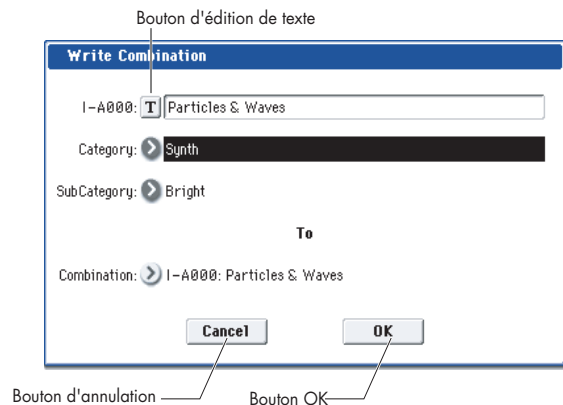 Bouton d'édition de texte
Write Combination
I-A000: T Particles & Waves
Category: Synth
SubCategory: Bright
To
Combination: I-A000: Particles & Waves
Cancel OK
Bouton d'annulation Bouton OK